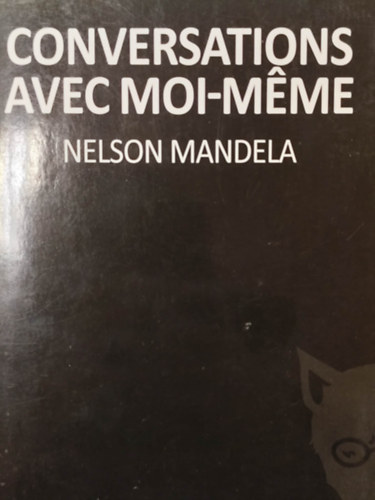 CONVERSATIONS
AVEC MOI-MÊME
NELSON MANDELA